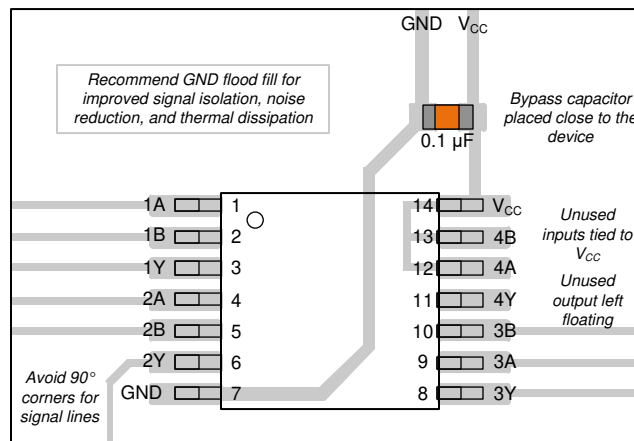 GND VCC
Recommend GND flood fill for
improved signal isolation, noise
reduction, and thermal dissipation
0.1 µF
Bypass capacitor
placed close to the
device
1A 1 14 VCC
1B 2 13 4B
1Y 3 12 4A
2A 4 11 4Y
2B 5 10 3B
2Y 6 9 3A
GND 7 8 3Y
Unused
inputs tied to
VCC
Unused
output left
floating
Avoid 90°
corners for
signal lines